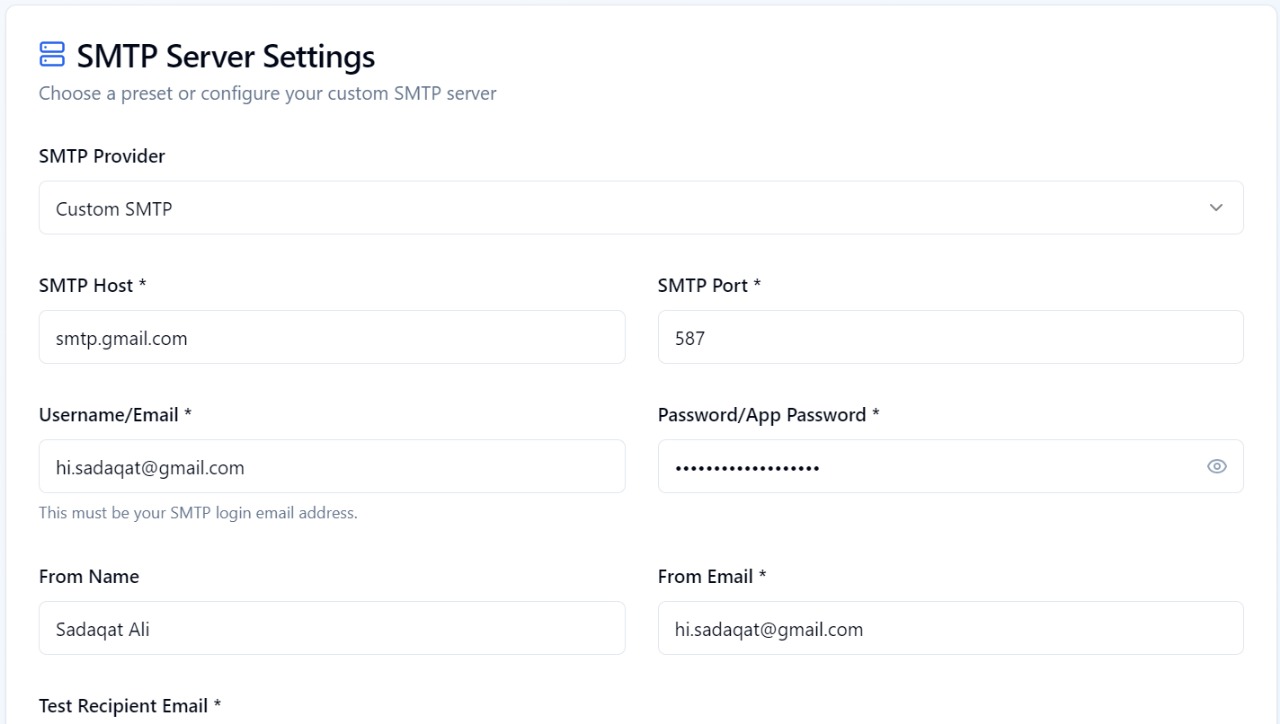 SMTP Server Settings
Choose a preset or configure your custom SMTP server
SMTP Provider
Custom SMTP
SMTP Host *
SMTP Port *
smtp.gmail.com
587
Username/Email *
Password/App Password *
hi.sadaqat@gmail.com
•••••••••••••••••••
This must be your SMTP login email address.
From Name
From Email *
Sadaqat Ali
hi.sadaqat@gmail.com
Test Recipient Email *